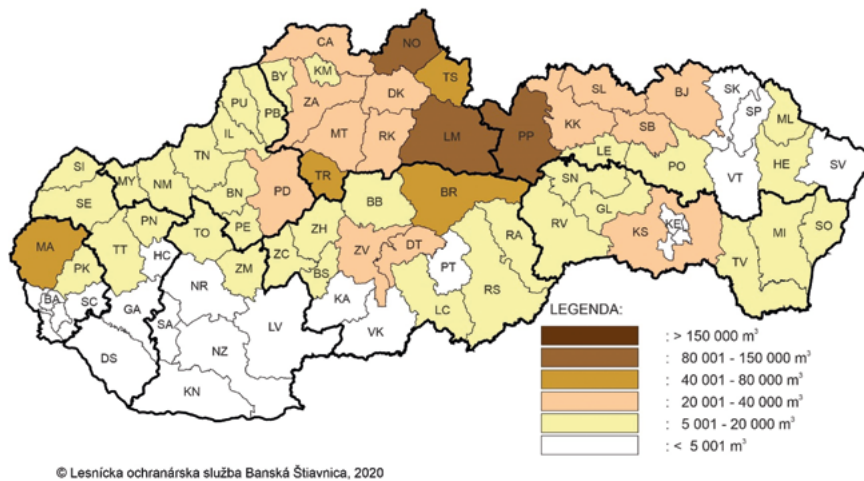 CA
NO
BY
KM
TS
PU
ZA
DK
SL
BJ
SK
SP
PB
ML
IL
MT
RK
LM
PP
KK
SB
TN
LE
PO
HE
SV
SI
VT
MY
NM
BN
PD
TR
BR
SN
SE
BB
GL
PN
PE
RV
KS
KE
MI
SO
TO
ZH
DT
RA
MA
TT
HC
ZC
ZV
TV
PK
ZM
BS
PT
NR
KA
RS
BA
SC
GA
SA
LV
VK
LC
NZ
DS
KN
LEGENDA:
: > 150 000 m³
: 80 001 - 150 000 m³
: 40 001 - 80 000 m³
: 20 001 - 40 000 m³
: 5 001 - 20 000 m³
: < 5 001 m³
© Lesnícka ochranárska služba Banská Štiavnica, 2020